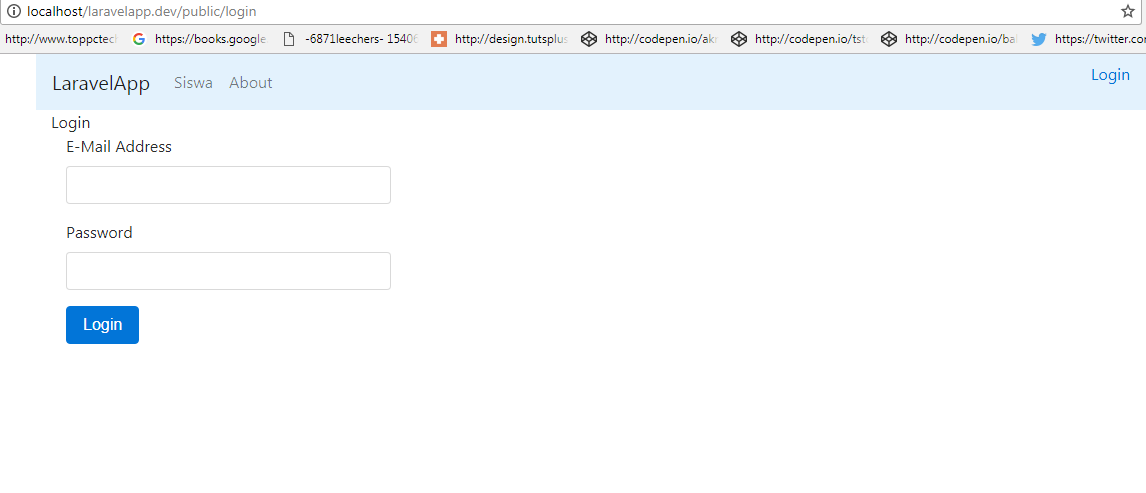 localhost/laravelapp.dev/public/login
http://www.toppctech https://books.google. -6871leechers- 15406 http://design.tutsplus http://codepen.io/ak http://codepen.io/tst http://codepen.io/bal https://twitter.com
LaravelApp Siswa About Login
Login
E-Mail Address
Password
Login